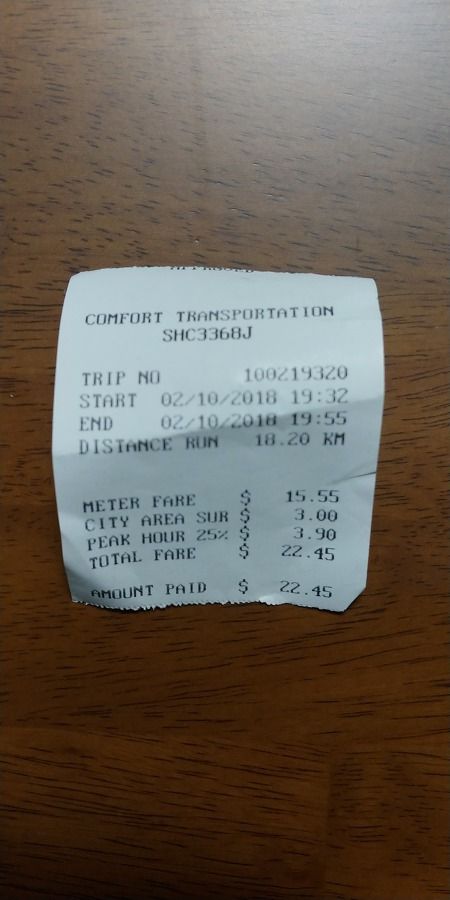 APPROVED
COMFORT TRANSPORTATION
SHC3368J
TRIP NO 100219320
START 02/10/2018 19:32
END 02/10/2018 19:55
DISTANCE RUN 18.20 KM
METER FARE $ 15.55
CITY AREA SUR $ 3.00
PEAK HOUR 25% $ 3.90
TOTAL FARE $ 22.45
AMOUNT PAID $ 22.45